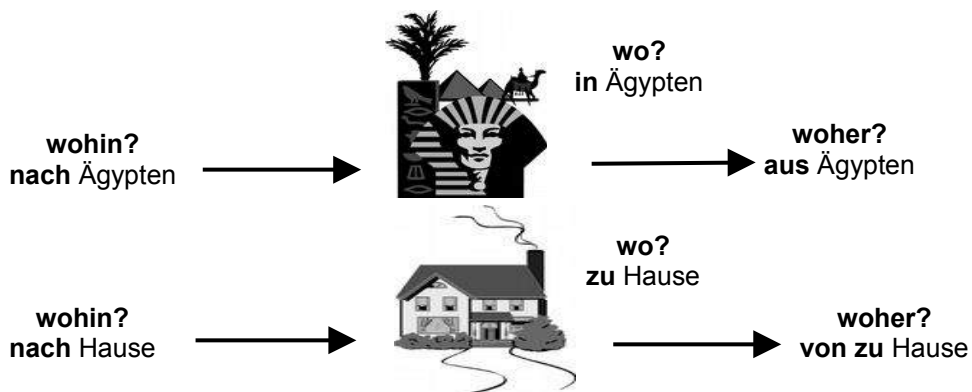 wo?
in Ägypten
wohin?
nach Ägypten
woher?
aus Ägypten
wo?
zu Hause
wohin?
nach Hause
woher?
von zu Hause